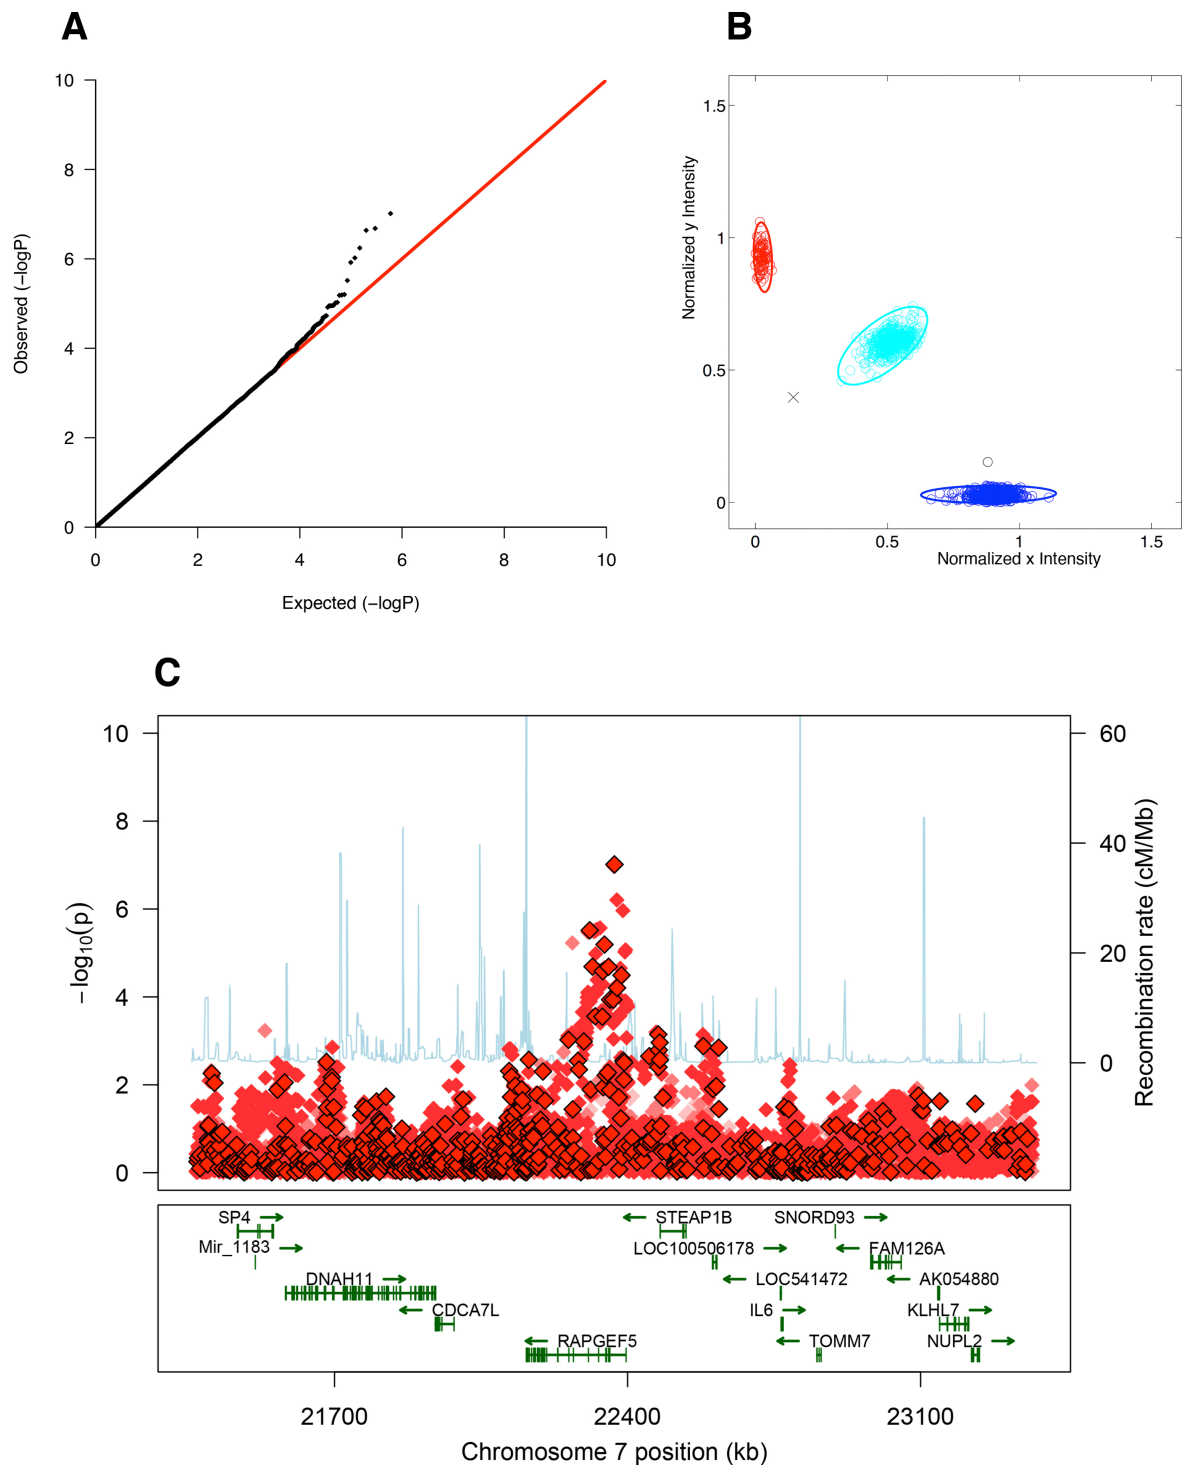 A
B
10
8
6
4
2
0
0 2 4 6 8 10
Observed (−logP)
Expected (−logP)
1.5
1
0.5
0
0 0.5 1 1.5
Normalized y Intensity
Normalized x Intensity
C
10
8
6
4
2
0
−log10(p)
60
40
20
0
Recombination rate (cM/Mb)
SP4 STEAP1B SNORD93
Mir_1183 LOC100506178 FAM126A
DNAH11 LOC541472 AK054880
CDCA7L IL6 KLHL7
RAPGEF5 TOMM7 NUPL2
21700 22400 23100
Chromosome 7 position (kb)